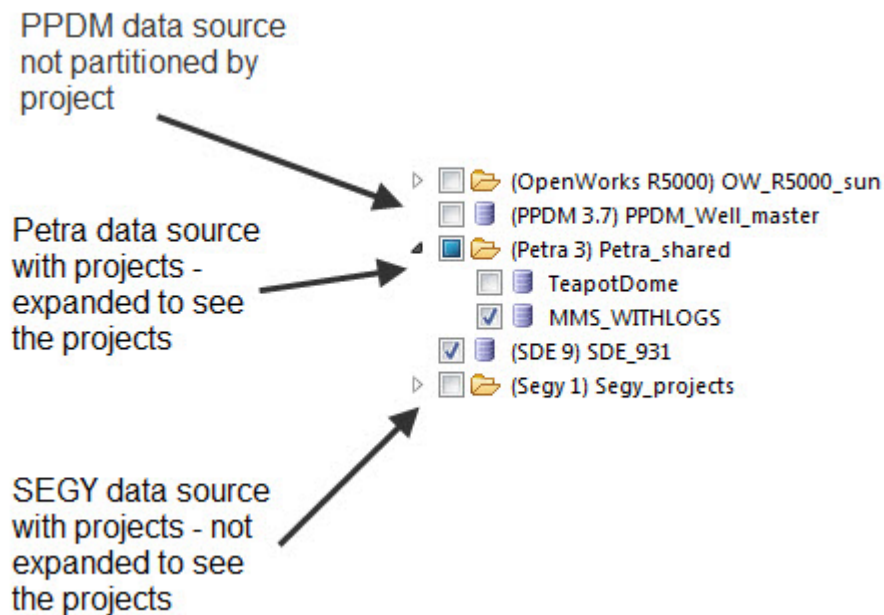 PPDM data source
not partitioned by
project
Petra data source
with projects -
expanded to see
the projects
SEGY data source
with projects - not
expanded to see
the projects
(OpenWorks R5000) OW_R5000_sun
(PPDM 3.7) PPDM_Well_master
(Petra 3) Petra_shared
TeapotDome
MMS_WITHLOGS
(SDE 9) SDE_931
(Segy 1) Segy_projects